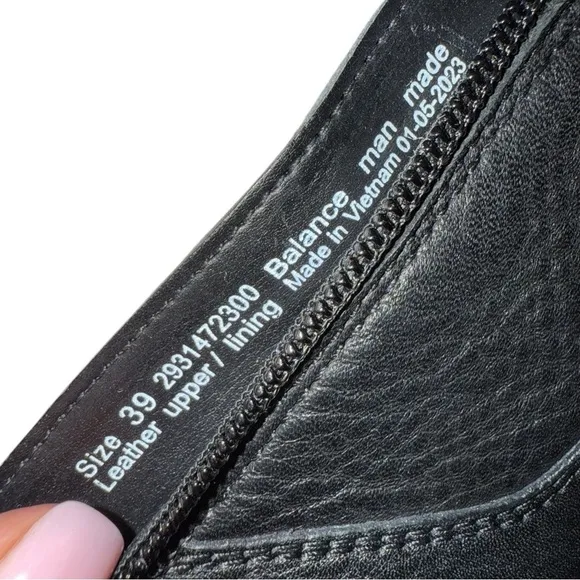 Size 39 2931472300 Balance man made
Leather upper/ lining Made in Vietnam 01-05-2023